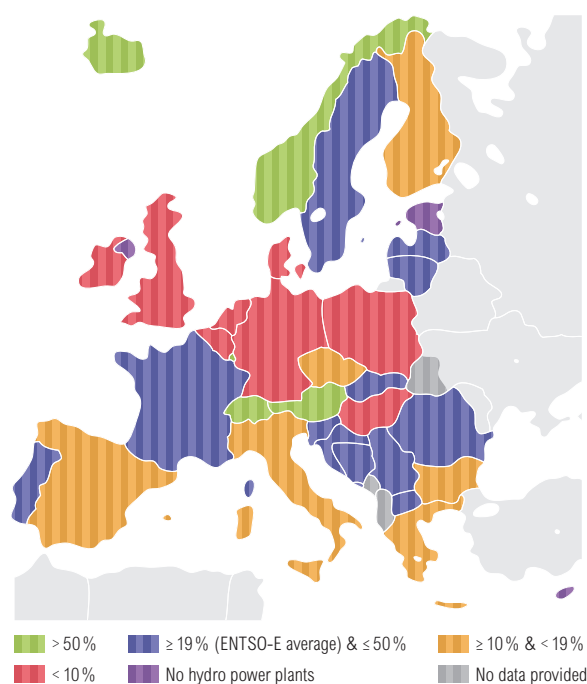 > 50 %
≥ 19 % (ENTSO-E average) & ≤ 50 %
≥ 10 % & < 19 %
< 10 %
No hydro power plants
No data provided